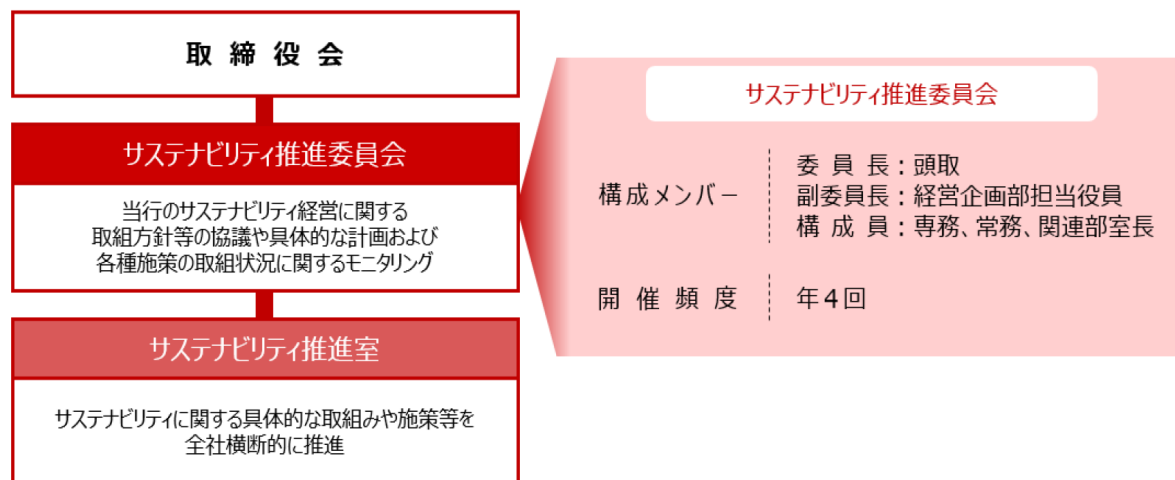 取締役会
サステナビリティ推進委員会
当行のサステナビリティ経営に関する
取組方針等の協議や具体的な計画および
各種施策の取組状況に関するモニタリング
サステナビリティ推進室
サステナビリティに関する具体的な取組みや施策等を
全社横断的に推進
サステナビリティ推進委員会
構成メンバー
委員長：頭取
副委員長：経営企画部担当役員
構成員：専務、常務、関連部室長
開催頻度
年４回